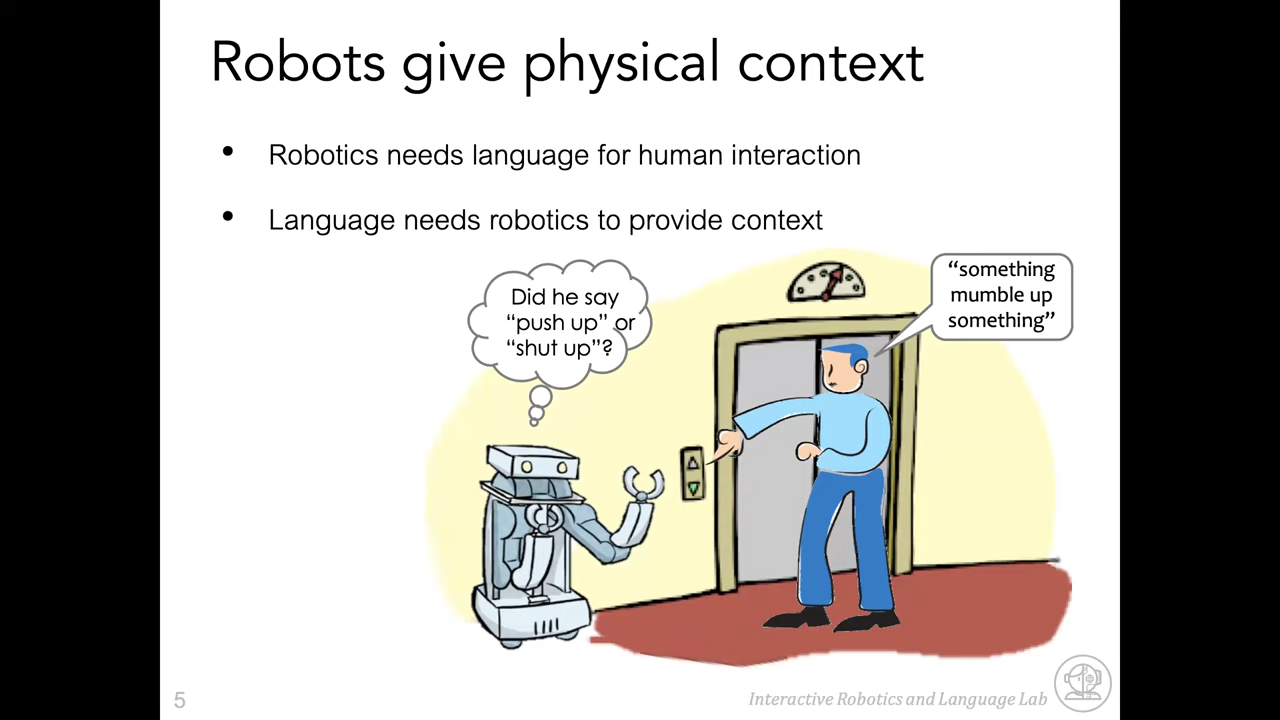 Robots give physical context
• Robotics needs language for human interaction
• Language needs robotics to provide context
Did he say
“push up” or
“shut up”?
“something
mumble up
something”
5
Interactive Robotics and Language Lab